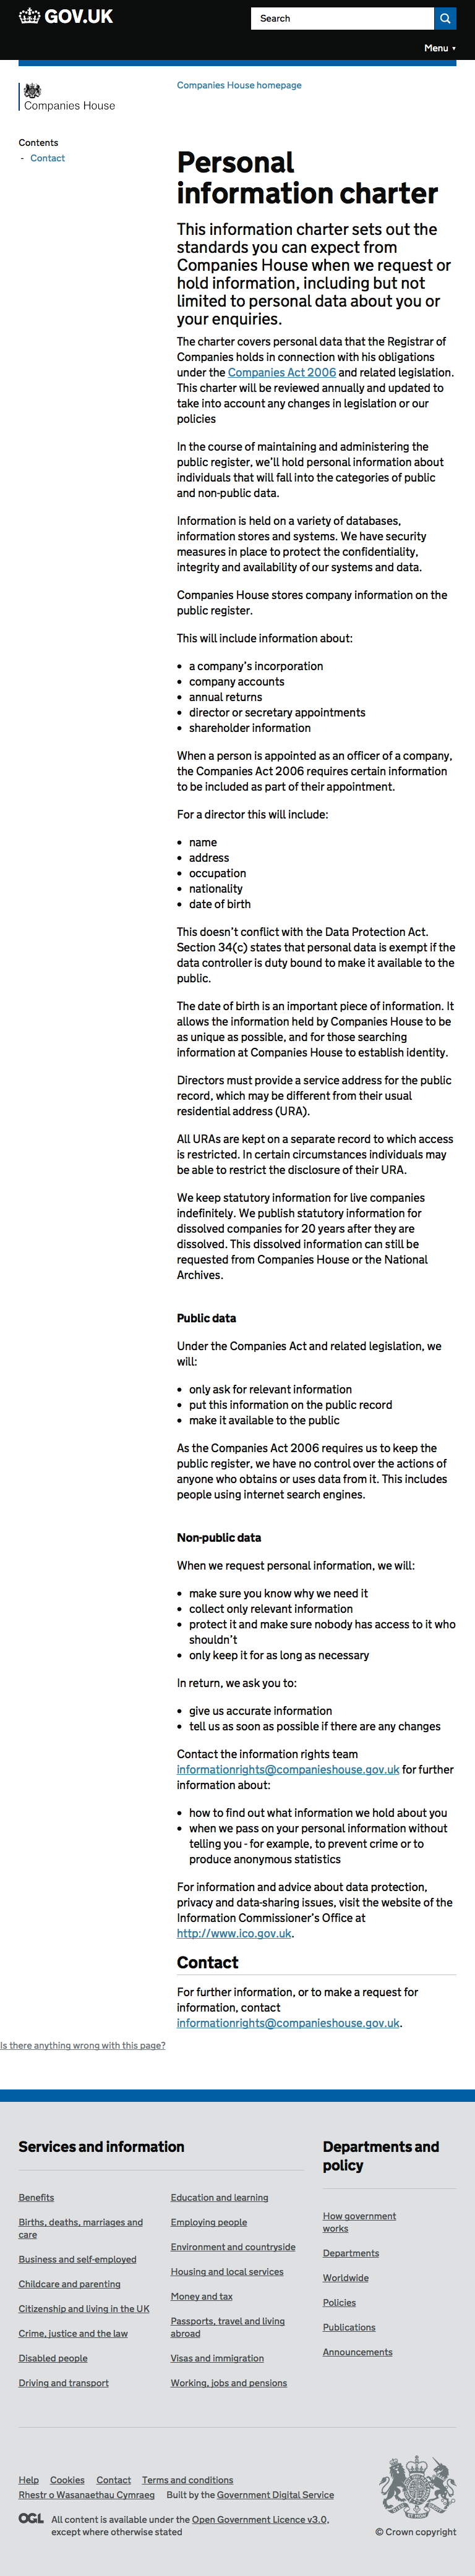 GOV.UK
Search
Menu ▼
Companies House
Companies House homepage
Contents
- Contact
Personal
information charter
This information charter sets out the
standards you can expect from
Companies House when we request or
hold information, including but not
limited to personal data about you or
your enquiries.
The charter covers personal data that the Registrar of
Companies holds in connection with his obligations
under the Companies Act 2006 and related legislation.
This charter will be reviewed annually and updated to
take into account any changes in legislation or our
policies
In the course of maintaining and administering the
public register, we'll hold personal information about
individuals that will fall into the categories of public
and non-public data.
Information is held on a variety of databases,
information stores and systems. We have security
measures in place to protect the confidentiality,
integrity and availability of our systems and data.
Companies House stores company information on the
public register.
This will include information about:
• a company's incorporation
• company accounts
• annual returns
• director or secretary appointments
• shareholder information
When a person is appointed as an officer of a company,
the Companies Act 2006 requires certain information
to be included as part of their appointment.
For a director this will include:
• name
• address
• occupation
• nationality
• date of birth
This doesn't conflict with the Data Protection Act.
Section 34(c) states that personal data is exempt if the
data controller is duty bound to make it available to the
public.
The date of birth is an important piece of information. It
allows the information held by Companies House to be
as unique as possible, and for those searching
information at Companies House to establish identity.
Directors must provide a service address for the public
record, which may be different from their usual
residential address (URA).
All URAs are kept on a separate record to which access
is restricted. In certain circumstances individuals may
be able to restrict the disclosure of their URA.
We keep statutory information for live companies
indefinitely. We publish statutory information for
dissolved companies for 20 years after they are
dissolved. This dissolved information can still be
requested from Companies House or the National
Archives.
Public data
Under the Companies Act and related legislation, we
will:
• only ask for relevant information
• put this information on the public record
• make it available to the public
As the Companies Act 2006 requires us to keep the
public register, we have no control over the actions of
anyone who obtains or uses data from it. This includes
people using internet search engines.
Non-public data
When we request personal information, we will:
• make sure you know why we need it
• collect only relevant information
• protect it and make sure nobody has access to it who
shouldn't
• only keep it for as long as necessary
In return, we ask you to:
• give us accurate information
• tell us as soon as possible if there are any changes
Contact the information rights team
informationrights@companieshouse.gov.uk for further
information about:
• how to find out what information we hold about you
• when we pass on your personal information without
telling you - for example, to prevent crime or to
produce anonymous statistics
For information and advice about data protection,
privacy and data-sharing issues, visit the website of the
Information Commissioner's Office at
http://www.ico.gov.uk.
Contact
For further information, or to make a request for
information, contact
informationrights@companieshouse.gov.uk.
Is there anything wrong with this page?
Services and information
Benefits
Births, deaths, marriages and
care
Business and self-employed
Childcare and parenting
Citizenship and living in the UK
Crime, justice and the law
Disabled people
Driving and transport
Education and learning
Employing people
Environment and countryside
Housing and local services
Money and tax
Passports, travel and living
abroad
Visas and immigration
Working, jobs and pensions
Departments and
policy
How government
works
Departments
Worldwide
Policies
Publications
Announcements
Help Cookies Contact Terms and conditions
Rhestr o Wasanaethau Cymraeg Built by the Government Digital Service
OGL All content is available under the Open Government Licence v3.0,
except where otherwise stated
© Crown copyright